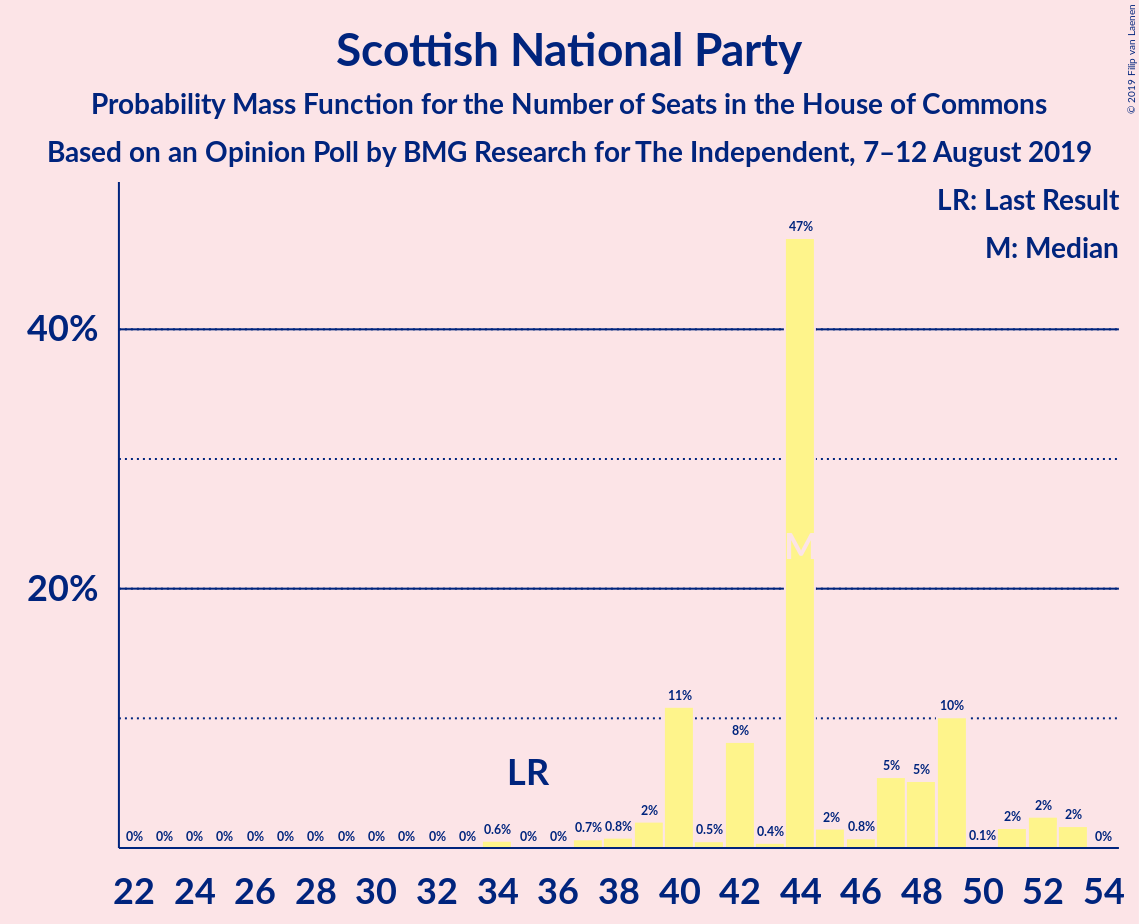 Scottish National Party
Probability Mass Function for the Number of Seats in the House of Commons
Based on an Opinion Poll by BMG Research for The Independent, 7–12 August 2019
© 2019 Filip van Laenen
LR: Last Result
M: Median
40%
20%
0% 0% 0% 0% 0% 0% 0% 0% 0% 0% 0% 0% 0.6% 0% 0% 0.7% 0.8% 2% 11% 0.5% 8% 0.4% 47% 2% 0.8% 5% 5% 10% 0.1% 2% 2% 2% 0%
LR
M
22 24 26 28 30 32 34 36 38 40 42 44 46 48 50 52 54